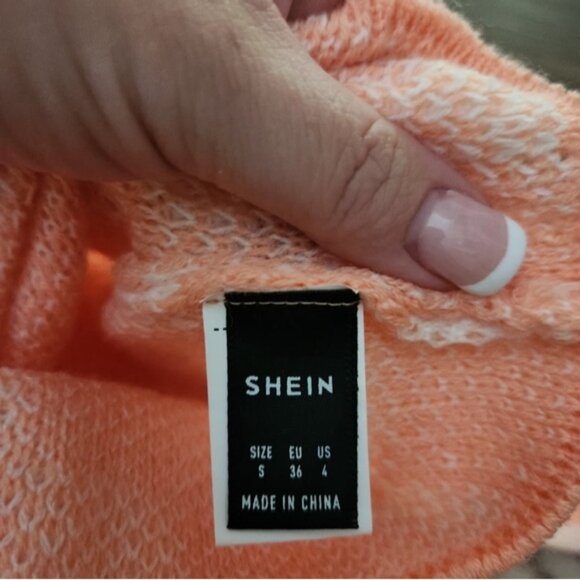 SHEIN
SIZE EU US
S 36 4
MADE IN CHINA